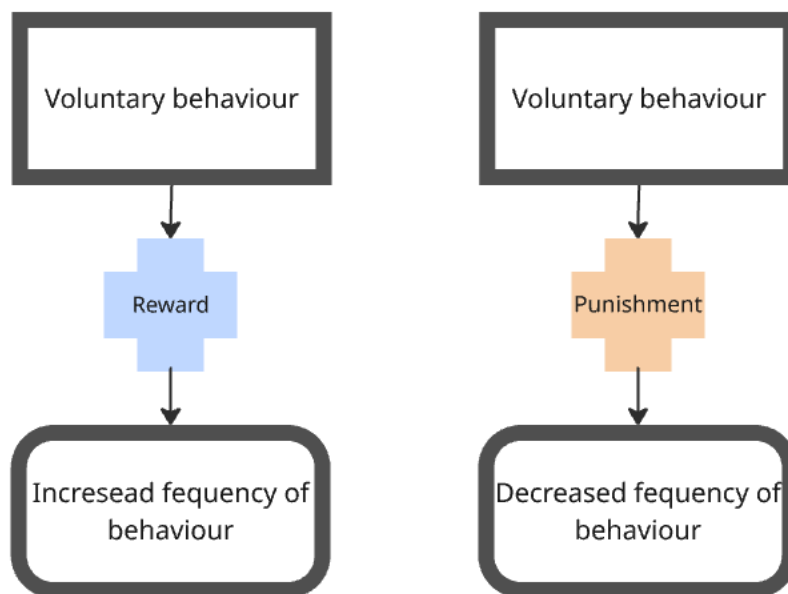 Voluntary behaviour
Voluntary behaviour
Reward
Punishment
Incresead fequency of
behaviour
Decreased fequency of
behaviour